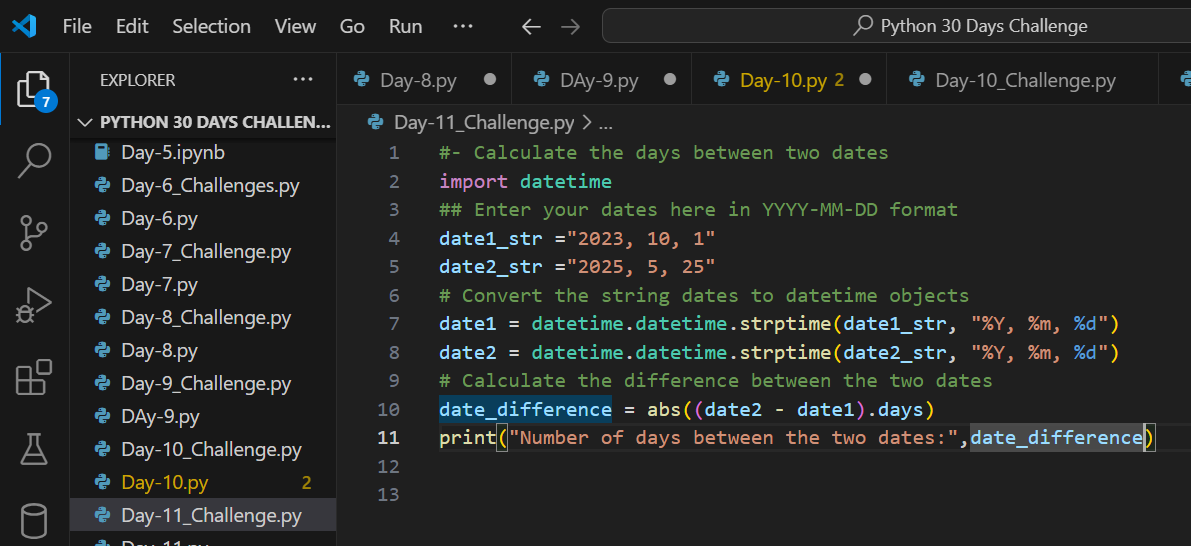 File Edit Selection View Go Run ··· Python 30 Days Challenge
EXPLORER ···
7
PYTHON 30 DAYS CHALLEN...
Day-5.ipynb
Day-6_Challenges.py
Day-6.py
Day-7_Challenge.py
Day-7.py
Day-8_Challenge.py
Day-8.py
Day-9_Challenge.py
DAy-9.py
Day-10_Challenge.py
Day-10.py 2
Day-11_Challenge.py
Day-11.py
Day-8.py DAy-9.py Day-10.py 2 Day-10_Challenge.py
Day-11_Challenge.py > ...
1 #- Calculate the days between two dates
2 import datetime
3 ## Enter your dates here in YYYY-MM-DD format
4 date1_str ="2023, 10, 1"
5 date2_str ="2025, 5, 25"
6 # Convert the string dates to datetime objects
7 date1 = datetime.datetime.strptime(date1_str, "%Y, %m, %d")
8 date2 = datetime.datetime.strptime(date2_str, "%Y, %m, %d")
9 # Calculate the difference between the two dates
10 date_difference = abs((date2 - date1).days)
11 print("Number of days between the two dates:",date_difference)
12
13